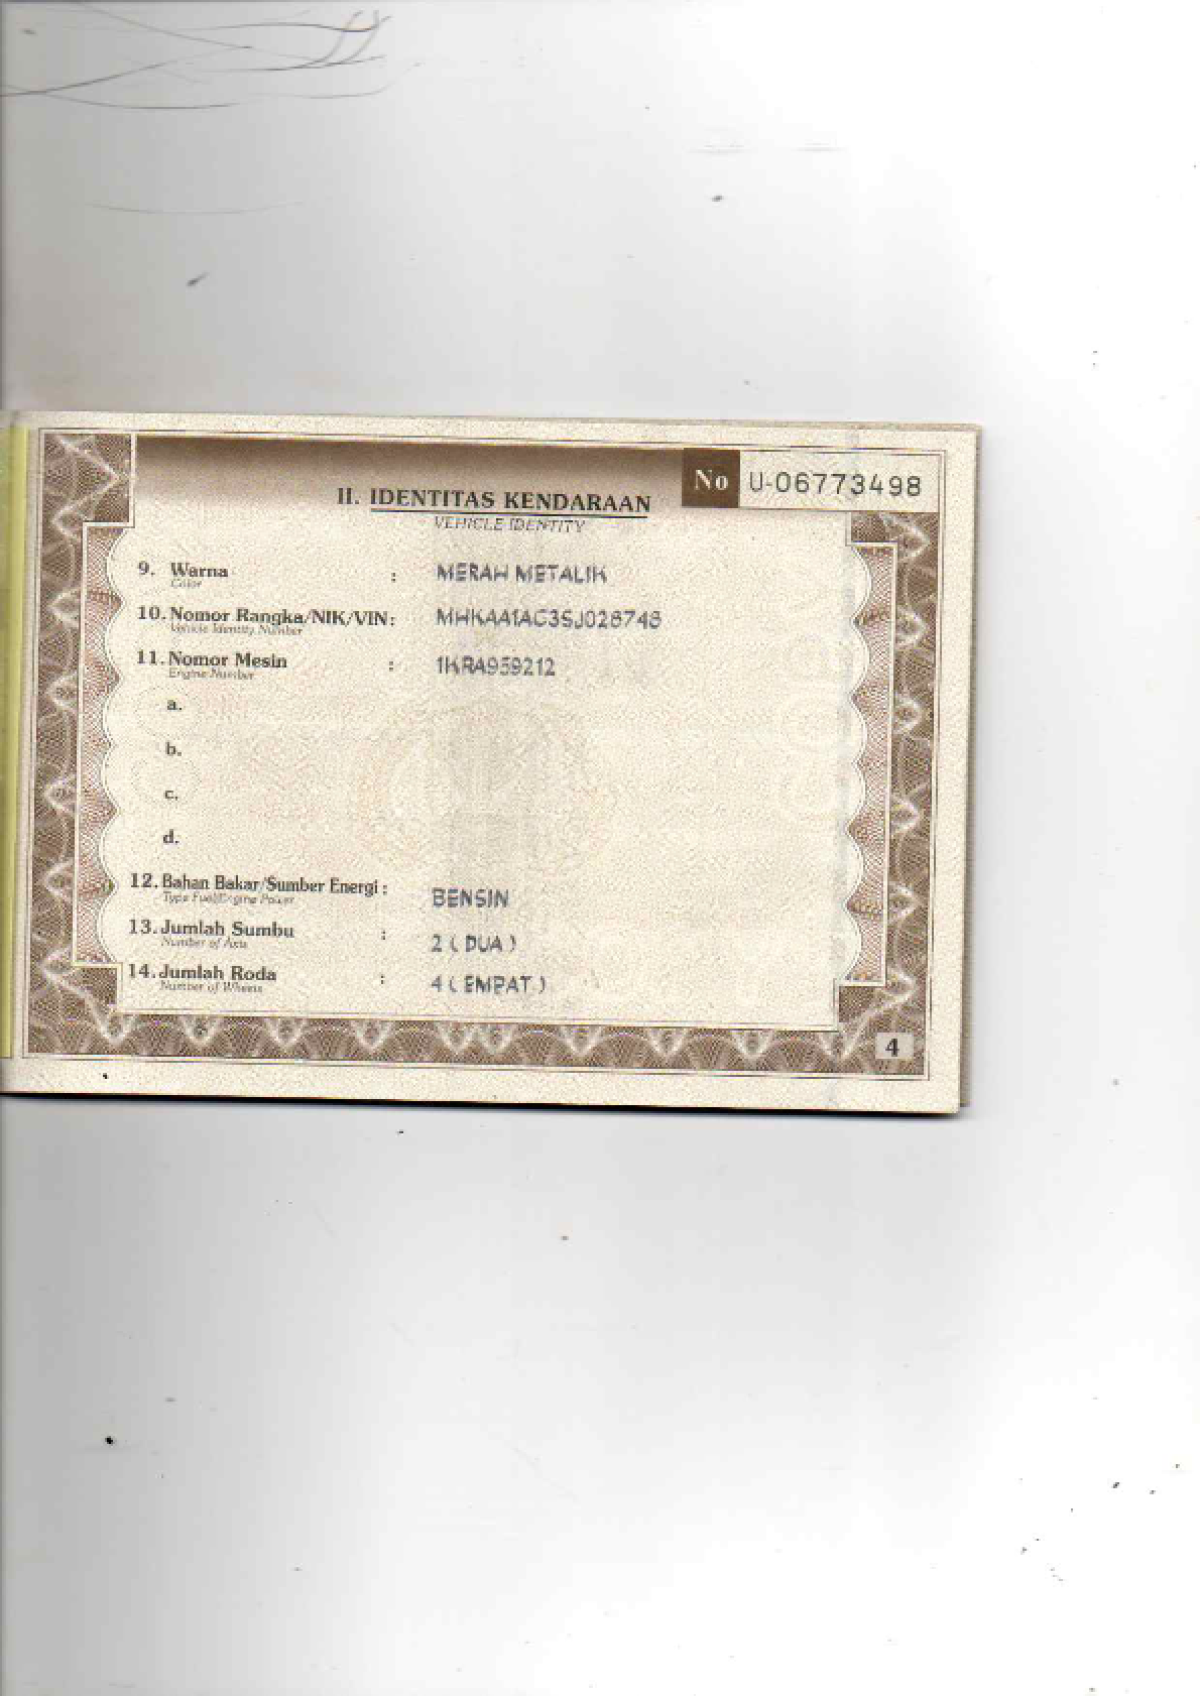 No U-06773498
II. IDENTITAS KENDARAAN
VEHICLE IDENTITY
9. Warna : MERAH METALIK
Color
10. Nomor Rangka/NIK/VIN: MHKAA1AC3SJ028748
Vehicle Identity Number
11. Nomor Mesin : 1KRA959212
Engine Number
a.
b.
c.
d.
12. Bahan Bakar/Sumber Energi : BENSIN
Type Fuel/Engine Power
13. Jumlah Sumbu : 2 ( DUA )
Number of Axis
14. Jumlah Roda : 4 ( EMPAT )
Number of Wheels
4